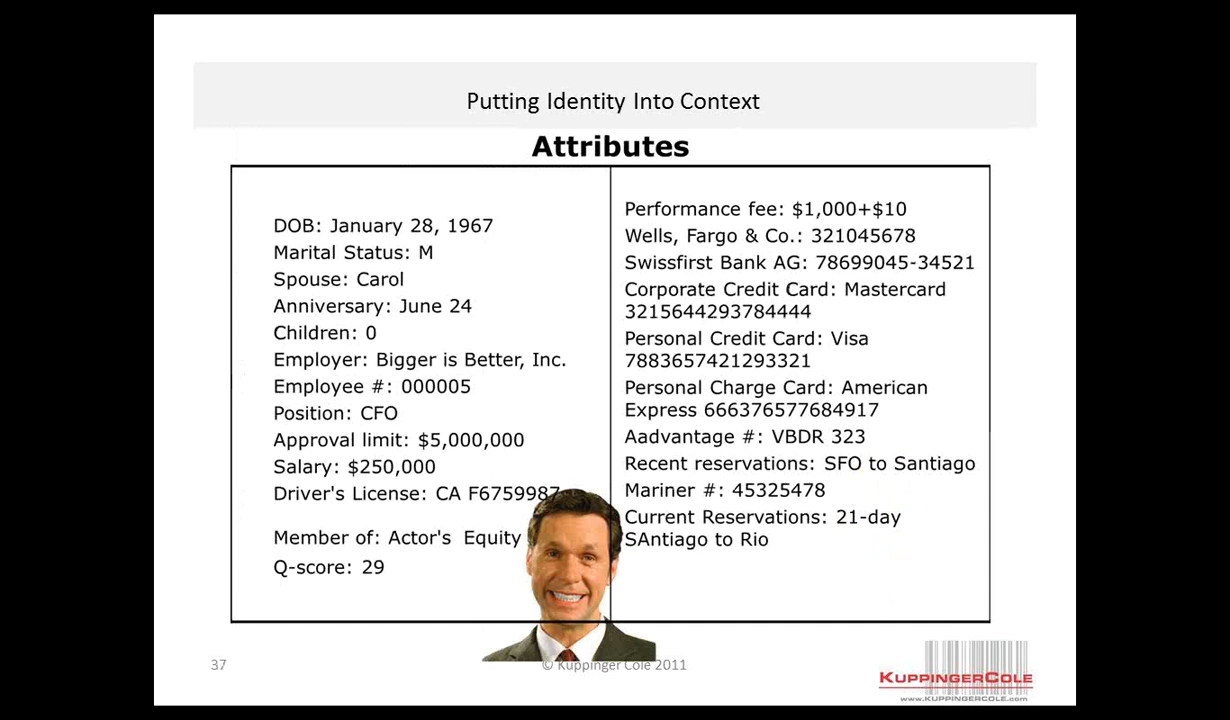 Putting Identity Into Context
Attributes
DOB: January 28, 1967
Marital Status: M
Spouse: Carol
Anniversary: June 24
Children: 0
Employer: Bigger is Better, Inc.
Employee #: 000005
Position: CFO
Approval limit: $5,000,000
Salary: $250,000
Driver's License: CA F6759987
Member of: Actor's Equity
Q-score: 29
Performance fee: $1,000+$10
Wells, Fargo & Co.: 321045678
Swissfirst Bank AG: 78699045-34521
Corporate Credit Card: Mastercard
3215644293784444
Personal Credit Card: Visa
7883657421293321
Personal Charge Card: American
Express 666376577684917
Aadvantage #: VBDR 323
Recent reservations: SFO to Santiago
Mariner #: 45325478
Current Reservations: 21-day
SAntiago to Rio
37
© Kuppinger Cole 2011
KUPPINGERCOLE
www.KUPPINGERCOLE.com